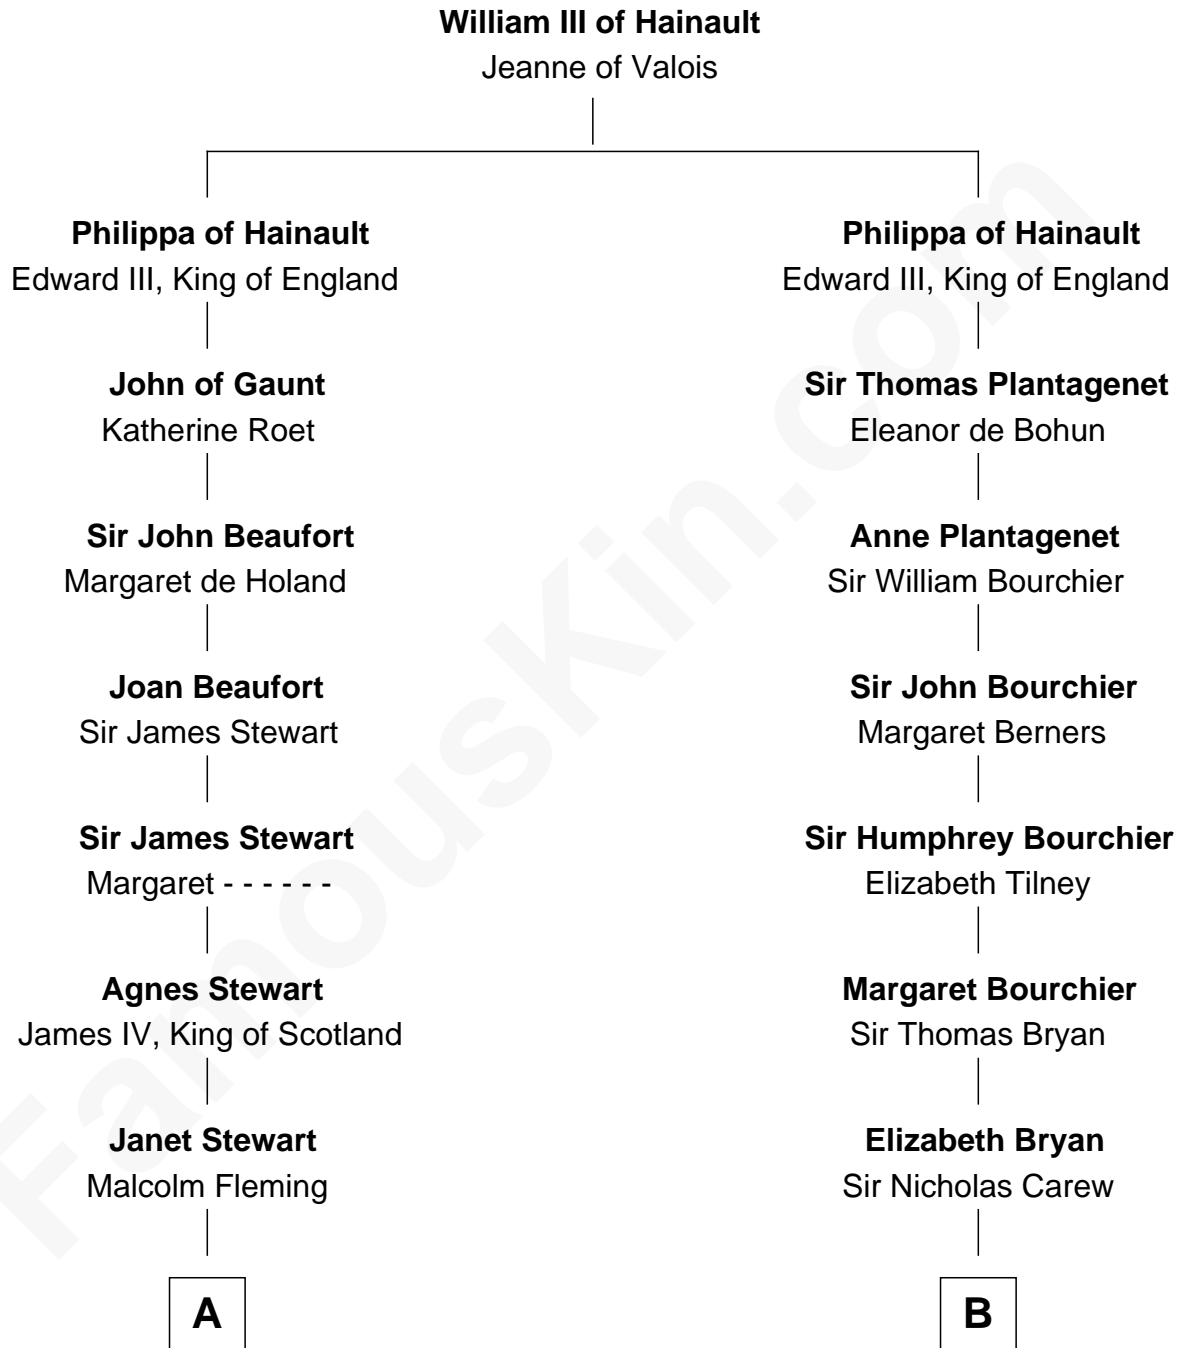 William III of Hainault
Jeanne of Valois
Philippa of Hainault
Edward III, King of England
John of Gaunt
Katherine Roet
Sir John Beaufort
Margaret de Holand
Joan Beaufort
Sir James Stewart
Sir James Stewart
Margaret - - - - - -
Agnes Stewart
James IV, King of Scotland
Janet Stewart
Malcolm Fleming
A
Philippa of Hainault
Edward III, King of England
Sir Thomas Plantagenet
Eleanor de Bohun
Anne Plantagenet
Sir William Bourchier
Sir John Bourchier
Margaret Berners
Sir Humphrey Bourchier
Elizabeth Tilney
Margaret Bourchier
Sir Thomas Bryan
Elizabeth Bryan
Sir Nicholas Carew
B
FamousKin.com